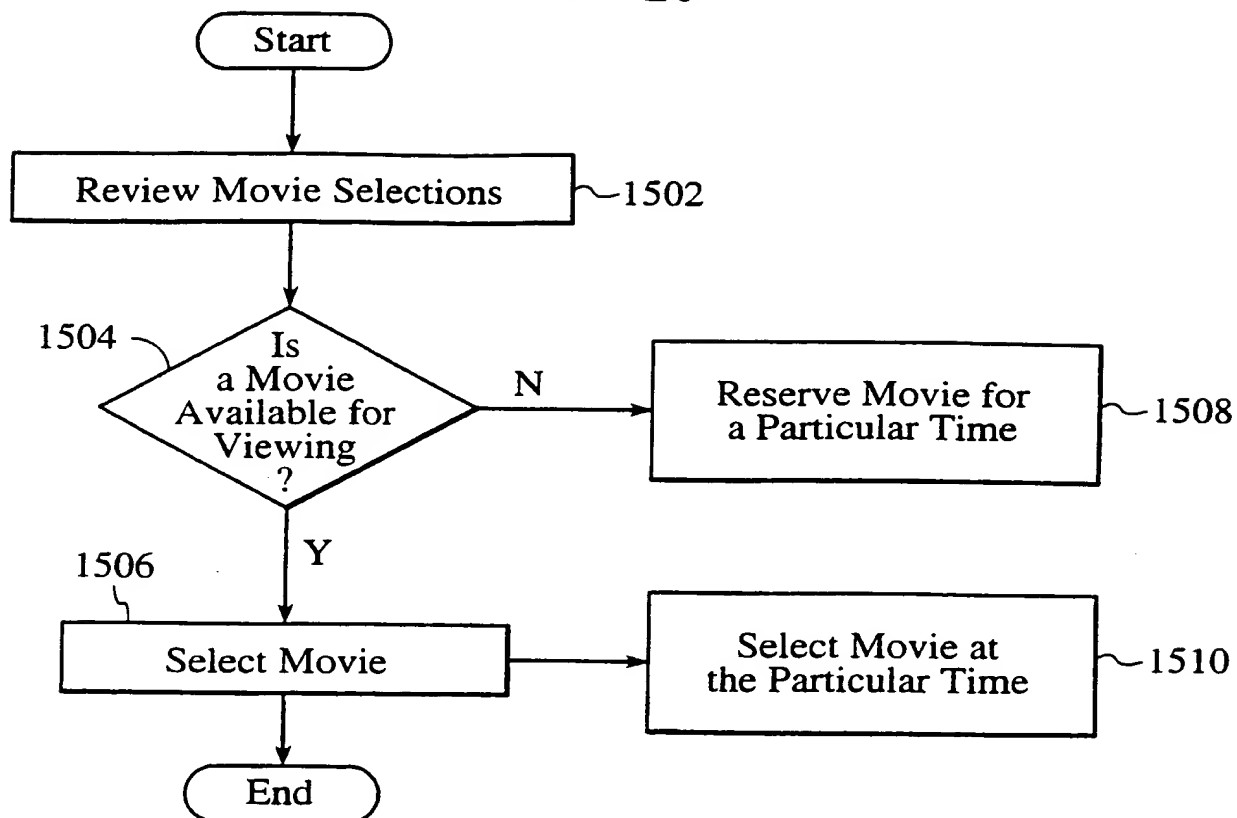 Start
Review Movie Selections
1502
1504
Is
a Movie
Available for
Viewing
?
N
Reserve Movie for
a Particular Time
1508
Y
1506
Select Movie
Select Movie at
the Particular Time
1510
End